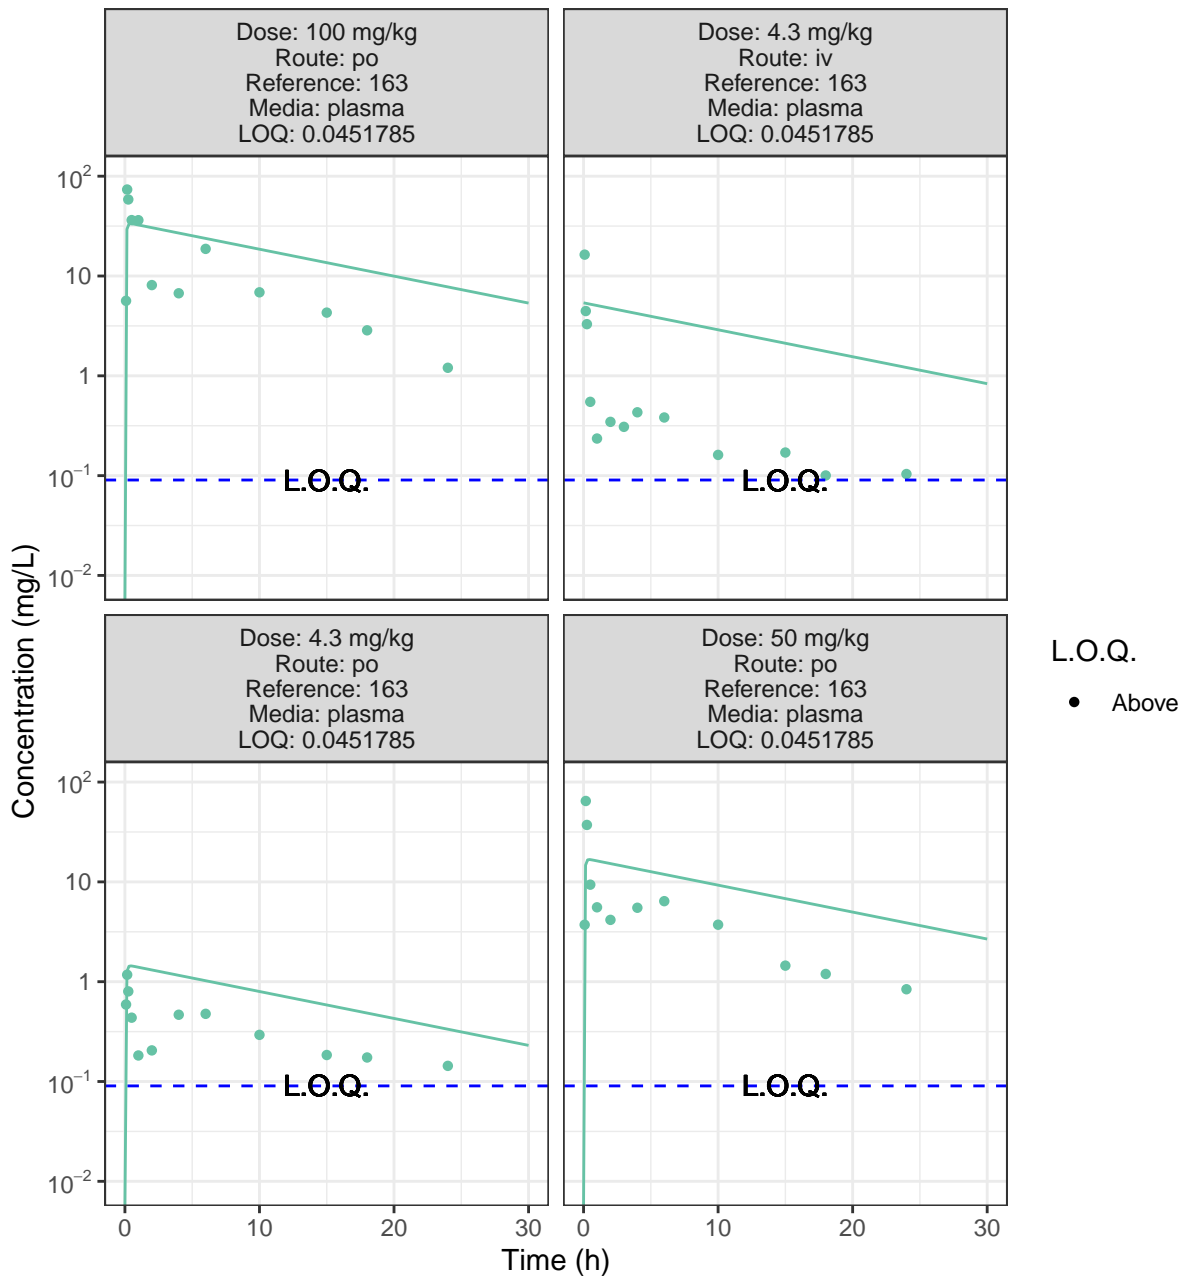 Dose: 100 mg/kg
Route: po
Reference: 163
Media: plasma
LOQ: 0.0451785
Dose: 4.3 mg/kg
Route: iv
Reference: 163
Media: plasma
LOQ: 0.0451785
10²
10
1
10⁻¹
10⁻²
L.O.Q.
L.O.Q.
Concentration (mg/L)
Dose: 4.3 mg/kg
Route: po
Reference: 163
Media: plasma
LOQ: 0.0451785
Dose: 50 mg/kg
Route: po
Reference: 163
Media: plasma
LOQ: 0.0451785
10²
10
1
10⁻¹
10⁻²
L.O.Q.
L.O.Q.
0 10 20 30
0 10 20 30
Time (h)
L.O.Q.
Above